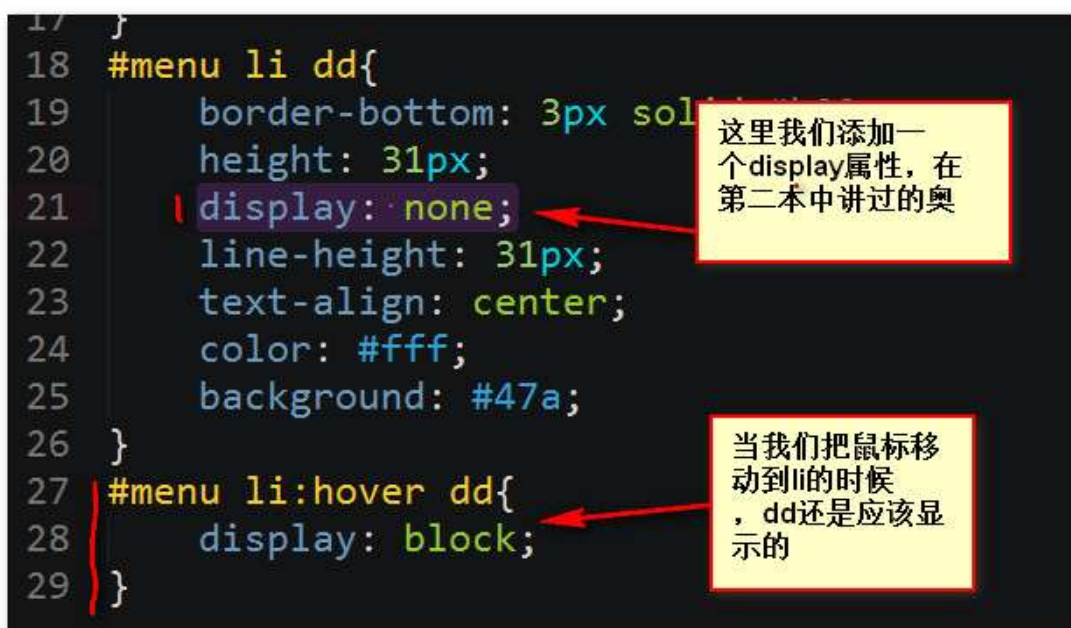 17 }
18 #menu li dd{
19 border-bottom: 3px
20 height: 31px;
21 display: none;
22 line-height: 31px;
23 text-align: center;
24 color: #fff;
25 background: #47a;
26 }
27 #menu li:hover dd{
28 display: block;
29 }
这里我们添加一
个display属性，在
第二本中讲过的奥
当我们把鼠标移
动到li的时候
，dd还是应该显
示的